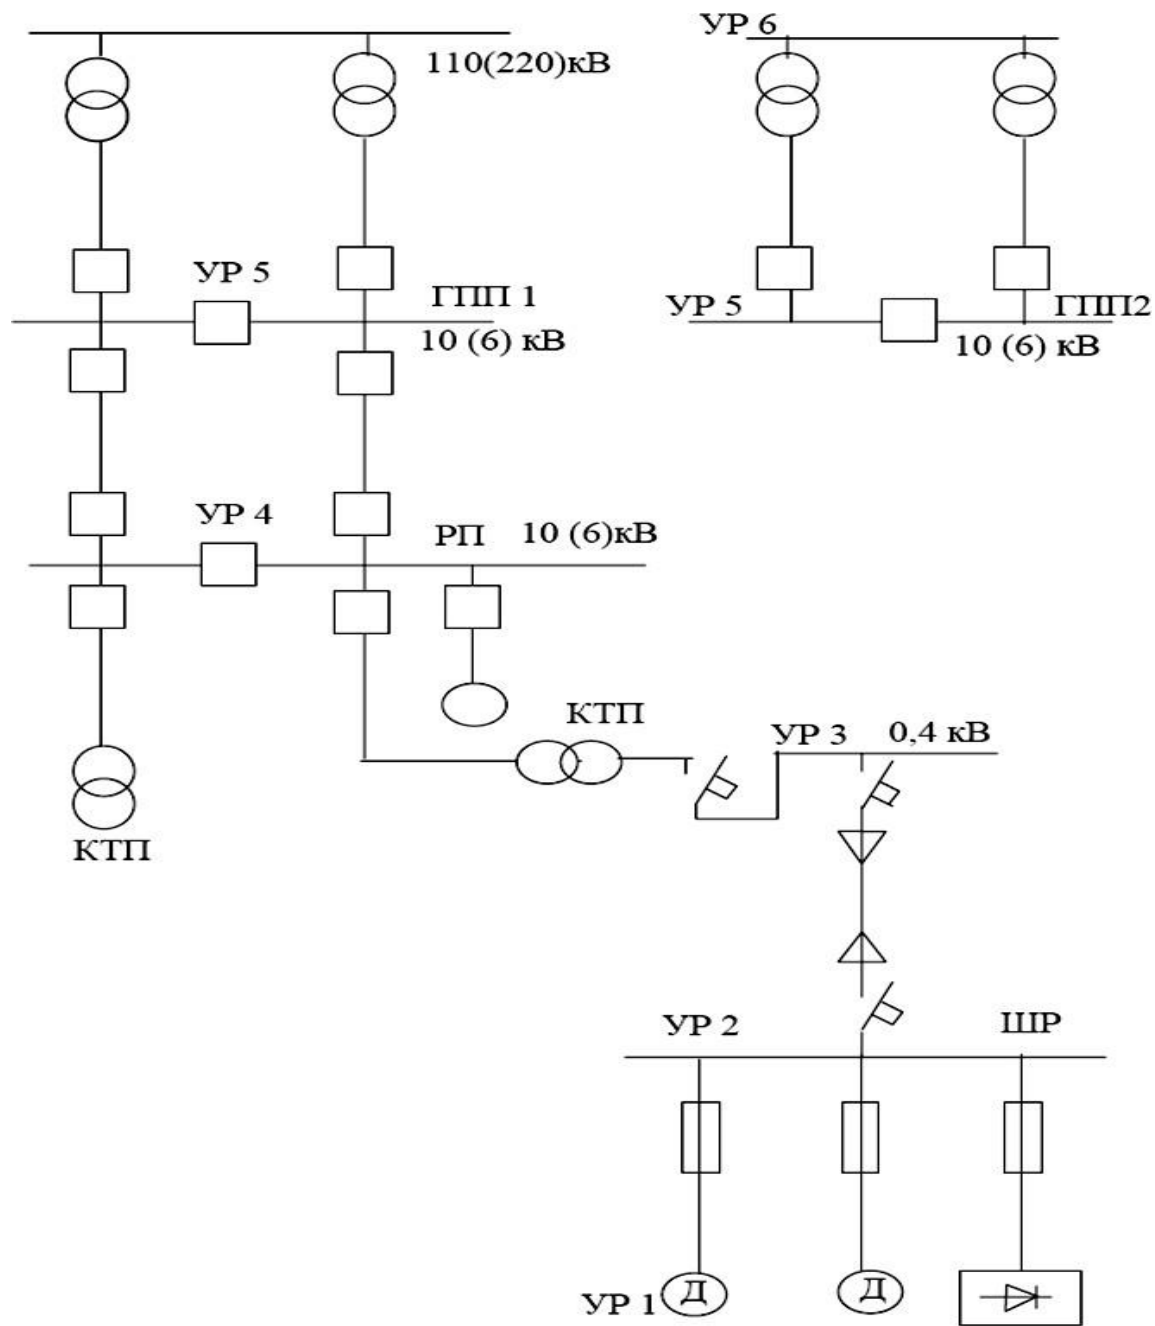 УР 6
110(220)кВ
УР 5
ГПП 1
10 (6) кВ
УР 5
ГПП2
10 (6) кВ
УР 4
РП
10 (6)кВ
КТП
УР 3
0,4 кВ
КТП
УР 2
ШР
УР 1
Д
Д